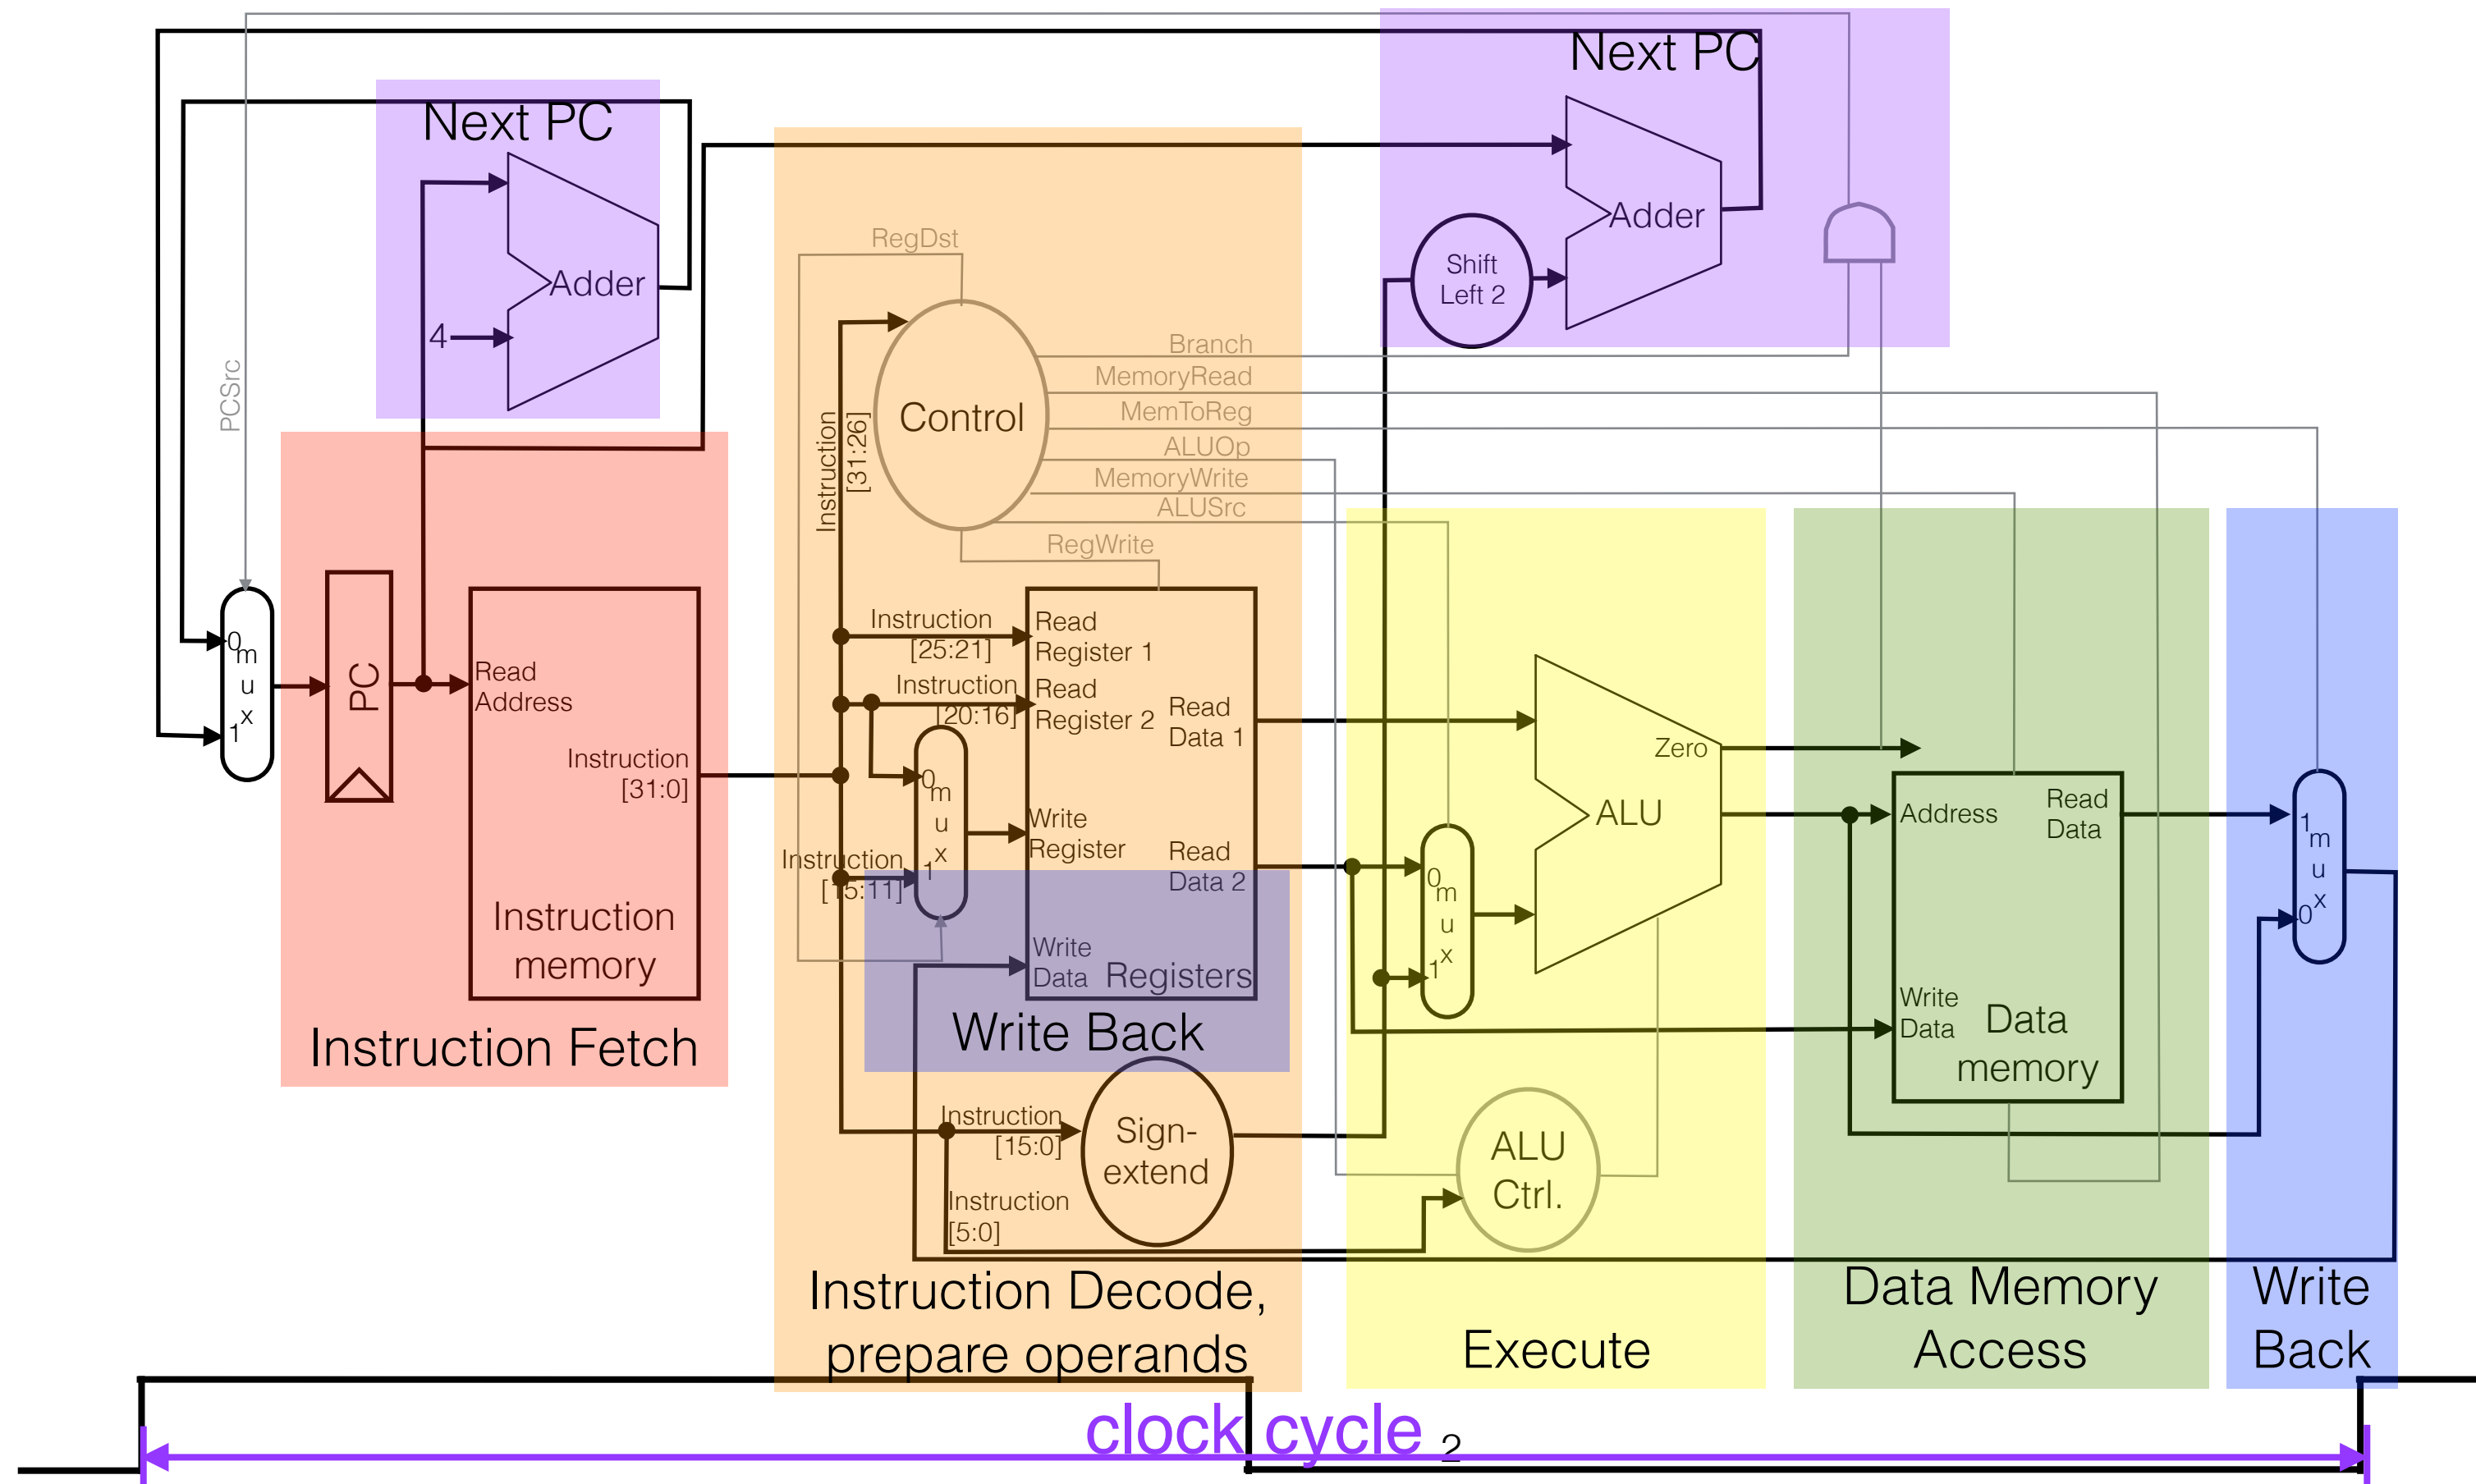 Next PC
Next PC
Adder
4
Adder
Shift
Left 2
RegDst
Branch
MemoryRead
MemToReg
ALUOp
MemoryWrite
ALUSrc
RegWrite
Control
PCSrc
Instruction
[31:26]
0
m
u
x
1
PC
Read
Address
Instruction
[31:0]
Instruction
memory
Instruction Fetch
Instruction
[25:21]
Instruction
[20:16]
0
m
u
x
1
Instruction
[15:11]
Read
Register 1
Read
Register 2
Write
Register
Write
Data
Read
Data 1
Read
Data 2
Registers
Write Back
Instruction
[15:0]
Sign-
extend
Instruction
[5:0]
Instruction Decode,
prepare operands
0
m
u
x
1
Zero
ALU
ALU
Ctrl.
Execute
Address
Read
Data
Write
Data
Data
memory
Data Memory
Access
1
m
u
x
0
Write
Back
clock cycle
2